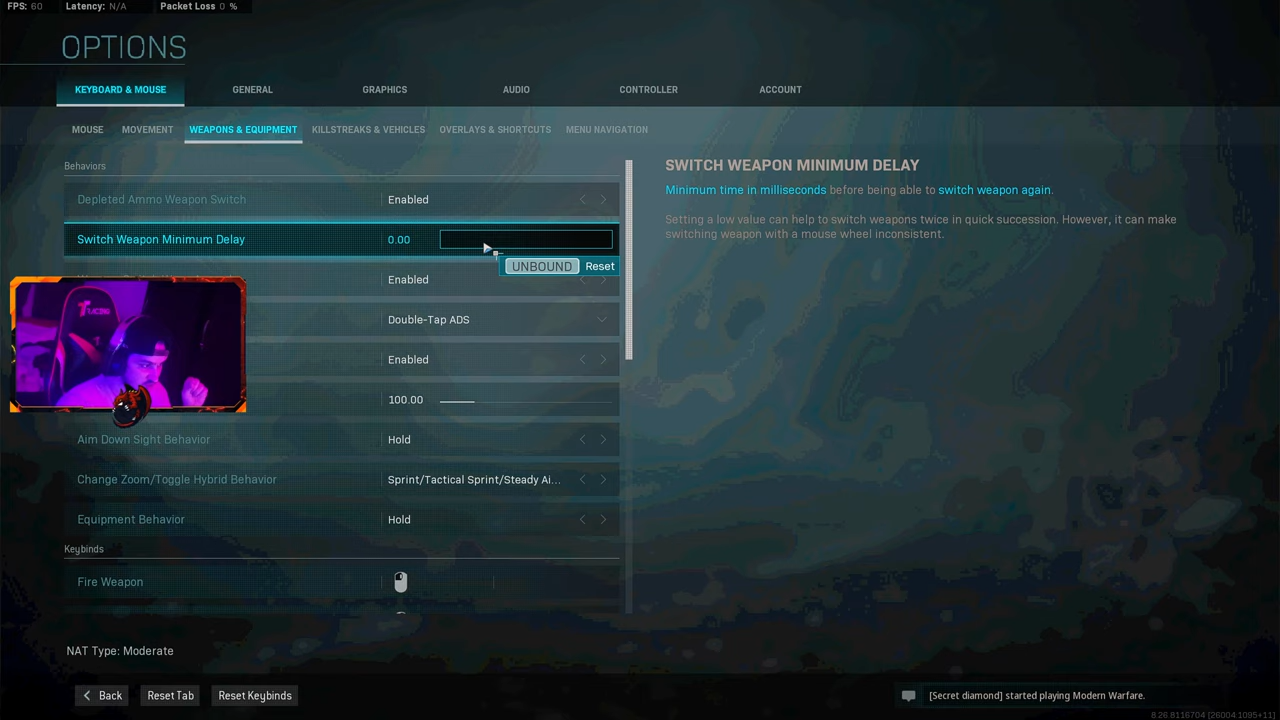 FPS: 60 Latency: N/A Packet Loss 0 %
OPTIONS
KEYBOARD & MOUSE GENERAL GRAPHICS AUDIO CONTROLLER ACCOUNT
MOUSE MOVEMENT WEAPONS & EQUIPMENT KILLSTREAKS & VEHICLES OVERLAYS & SHORTCUTS MENU NAVIGATION
Behaviors
Depleted Ammo Weapon Switch Enabled
Switch Weapon Minimum Delay 0.00
UNBOUND Reset
Enabled
Double-Tap ADS
Enabled
100.00
Aim Down Sight Behavior Hold
Change Zoom/Toggle Hybrid Behavior Sprint/Tactical Sprint/Steady Ai...
Equipment Behavior Hold
Keybinds
Fire Weapon
SWITCH WEAPON MINIMUM DELAY
Minimum time in milliseconds before being able to switch weapon again.
Setting a low value can help to switch weapons twice in quick succession. However, it can make
switching weapon with a mouse wheel inconsistent.
NAT Type: Moderate
Back Reset Tab Reset Keybinds
[Secret diamond] started playing Modern Warfare.
8.26.8116704 [26004:1095+11]